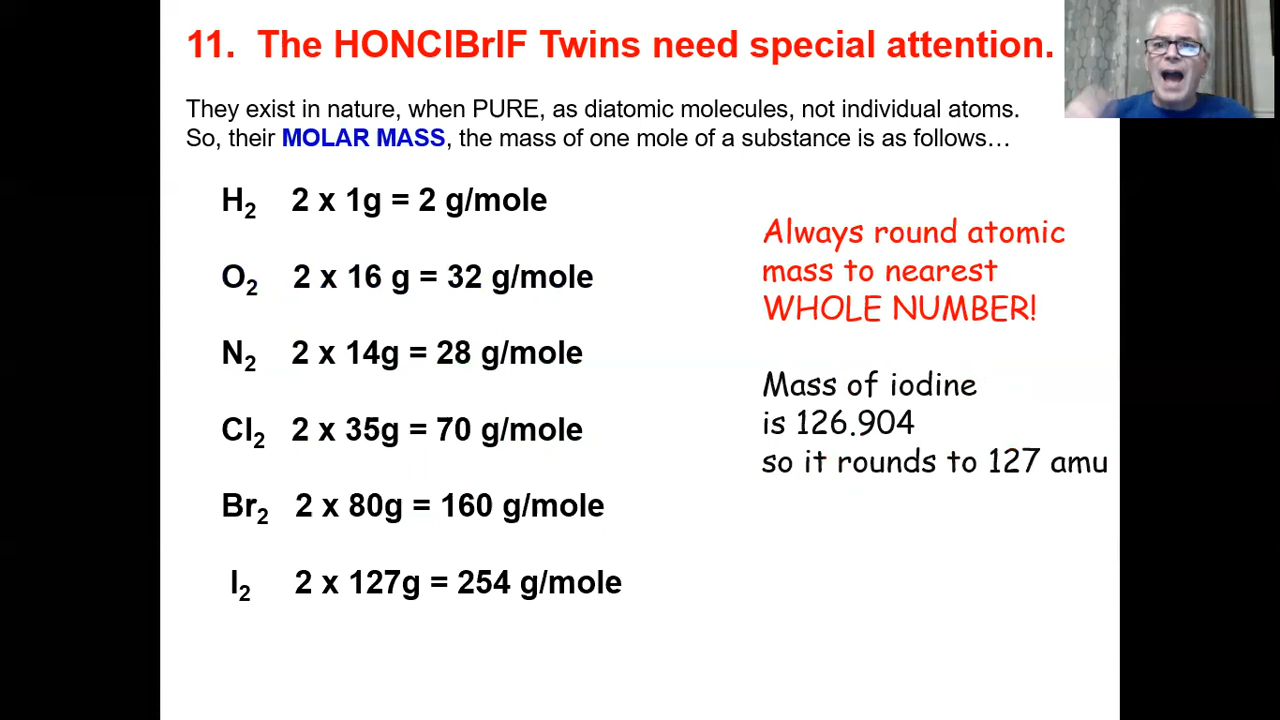 11. The HONClBrIF Twins need special attention.
They exist in nature, when PURE, as diatomic molecules, not individual atoms.
So, their MOLAR MASS, the mass of one mole of a substance is as follows…
H₂ 2 x 1g = 2 g/mole
O₂ 2 x 16 g = 32 g/mole
N₂ 2 x 14g = 28 g/mole
Cl₂ 2 x 35g = 70 g/mole
Br₂ 2 x 80g = 160 g/mole
I₂ 2 x 127g = 254 g/mole
Always round atomic
mass to nearest
WHOLE NUMBER!
Mass of iodine
is 126.904
so it rounds to 127 amu